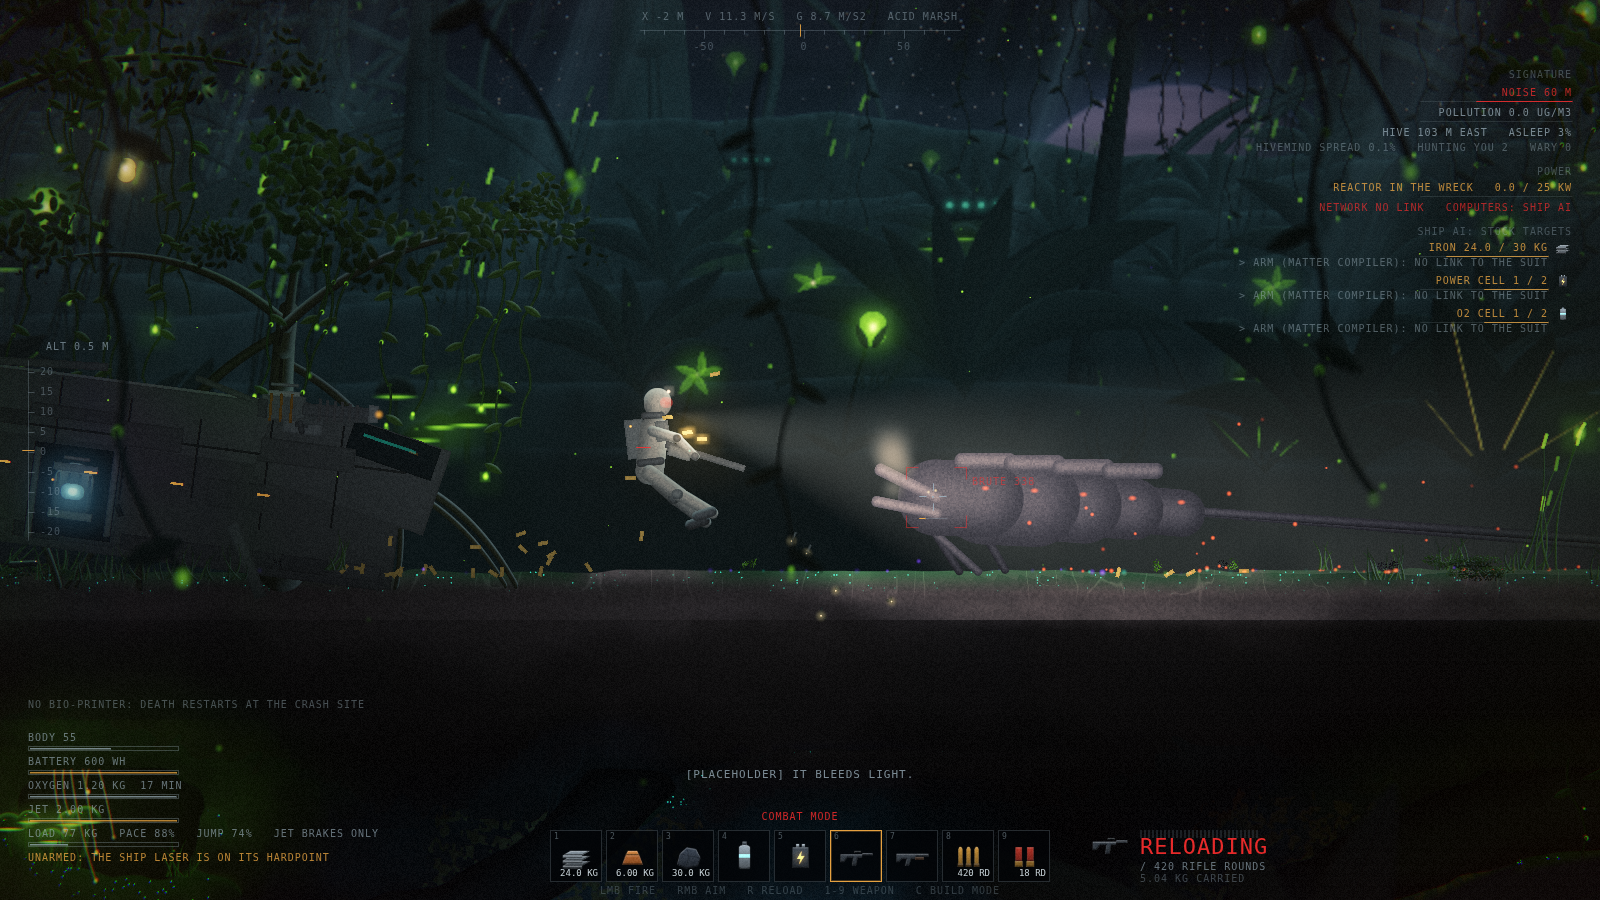 X -2 M   V 11.3 M/S   G 8.7 M/S2   ACID MARSH
-50   0   50
SIGNATURE
NOISE 60 M
POLLUTION 0.0 UG/M3
HIVE 103 M EAST   ASLEEP 3%
HIVEMIND SPREAD 0.1%   HUNTING YOU 2   WARY 0
POWER
REACTOR IN THE WRECK   0.0 / 25 KW
NETWORK NO LINK   COMPUTERS: SHIP AI
SHIP AI: STOCK TARGETS
IRON 24.0 / 30 KG
> ARM (MATTER COMPILER): NO LINK TO THE SUIT
POWER CELL 1 / 2
> ARM (MATTER COMPILER): NO LINK TO THE SUIT
O2 CELL 1 / 2
> ARM (MATTER COMPILER): NO LINK TO THE SUIT
ALT 0.5 M
20
15
10
5
0
-5
-10
-15
-20
NO BIO-PRINTER: DEATH RESTARTS AT THE CRASH SITE
BODY 55
BATTERY 600 WH
OXYGEN 1.20 KG   17 MIN
JET 2.80 KG
LOAD 77 KG   PACE 88%   JUMP 74%   JET BRAKES ONLY
UNARMED: THE SHIP LASER IS ON ITS HARDPOINT
[PLACEHOLDER] IT BLEEDS LIGHT.
COMBAT MODE
1 2 3 4 5 6 7 8 9
24.0 KG   6.00 KG   30.0 KG   420 RD   18 RD
LMB FIRE   RMB AIM   R RELOAD   1-9 WEAPON   C BUILD MODE
RELOADING
/ 420 RIFLE ROUNDS
5.04 KG CARRIED